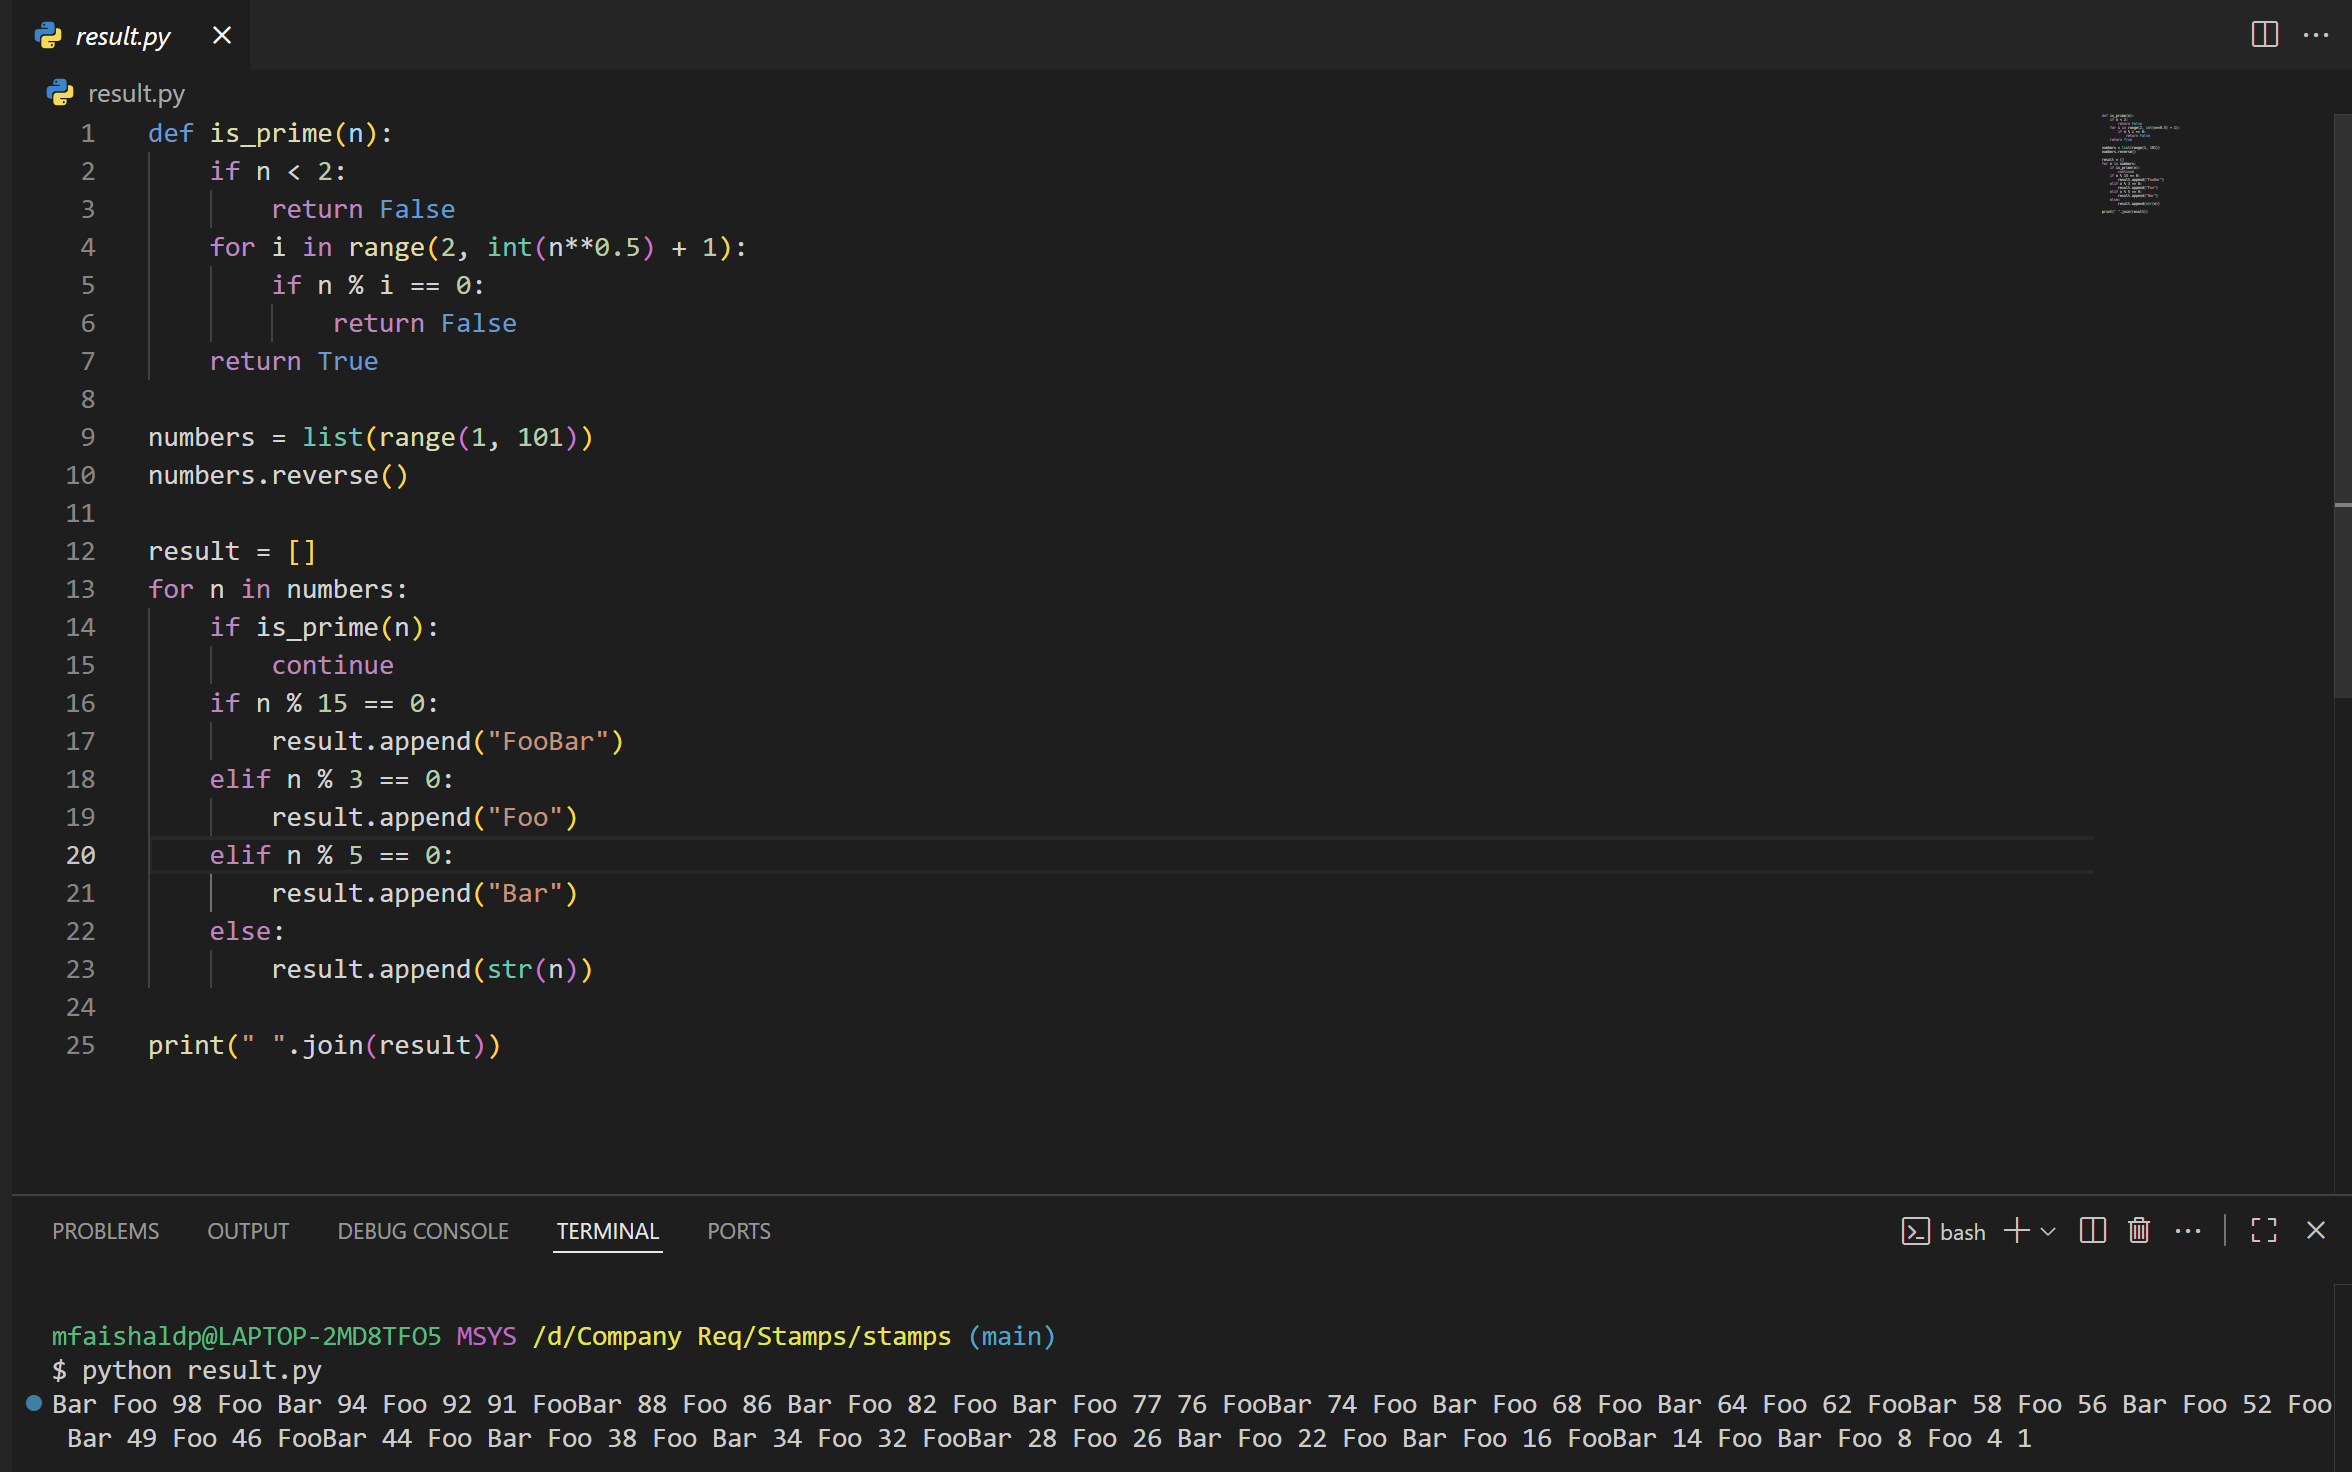 result.py
result.py
1 def is_prime(n):
2     if n < 2:
3         return False
4     for i in range(2, int(n**0.5) + 1):
5         if n % i == 0:
6             return False
7     return True
8
9 numbers = list(range(1, 101))
10 numbers.reverse()
11
12 result = []
13 for n in numbers:
14     if is_prime(n):
15         continue
16     if n % 15 == 0:
17         result.append("FooBar")
18     elif n % 3 == 0:
19         result.append("Foo")
20     elif n % 5 == 0:
21         result.append("Bar")
22     else:
23         result.append(str(n))
24
25 print(" ".join(result))
PROBLEMS OUTPUT DEBUG CONSOLE TERMINAL PORTS bash
mfaishaldp@LAPTOP-2MD8TFO5 MSYS /d/Company Req/Stamps/stamps (main)
$ python result.py
Bar Foo 98 Foo Bar 94 Foo 92 91 FooBar 88 Foo 86 Bar Foo 82 Foo Bar Foo 77 76 FooBar 74 Foo Bar Foo 68 Foo Bar 64 Foo 62 FooBar 58 Foo 56 Bar Foo 52 Foo
Bar 49 Foo 46 FooBar 44 Foo Bar Foo 38 Foo Bar 34 Foo 32 FooBar 28 Foo 26 Bar Foo 22 Foo Bar Foo 16 FooBar 14 Foo Bar Foo 8 Foo 4 1